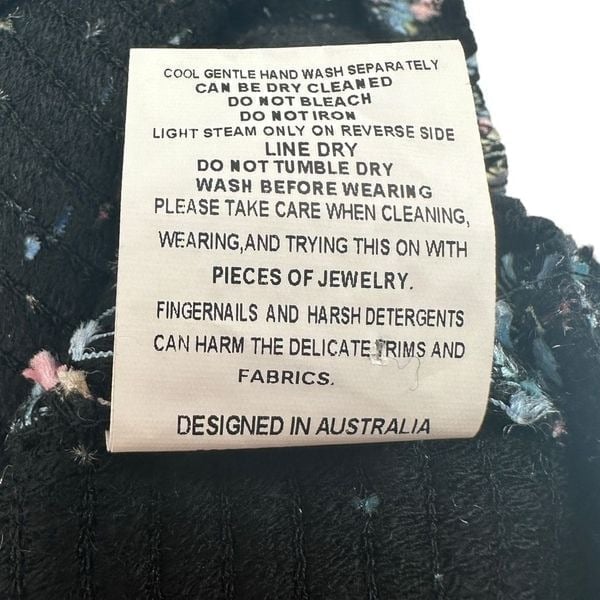 COOL GENTLE HAND WASH SEPARATELY
CAN BE DRY CLEANED
DO NOT BLEACH
DO NOT IRON
LIGHT STEAM ONLY ON REVERSE SIDE
LINE DRY
DO NOT TUMBLE DRY
WASH BEFORE WEARING
PLEASE TAKE CARE WHEN CLEANING,
WEARING,AND TRYING THIS ON WITH
PIECES OF JEWELRY.
FINGERNAILS AND HARSH DETERGENTS
CAN HARM THE DELICATE TRIMS AND
FABRICS.
DESIGNED IN AUSTRALIA